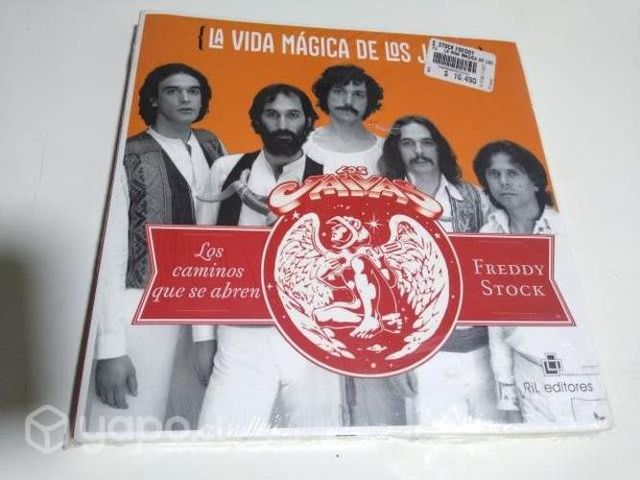 {LA VIDA MÁGICA DE LOS J
STOCK FREDDY
LA VIDA MAGICA DE LOS
$ 16.490
LOS
JAIVAS
Los
caminos
que se abren
FREDDY
STOCK
RiL editores
yapo